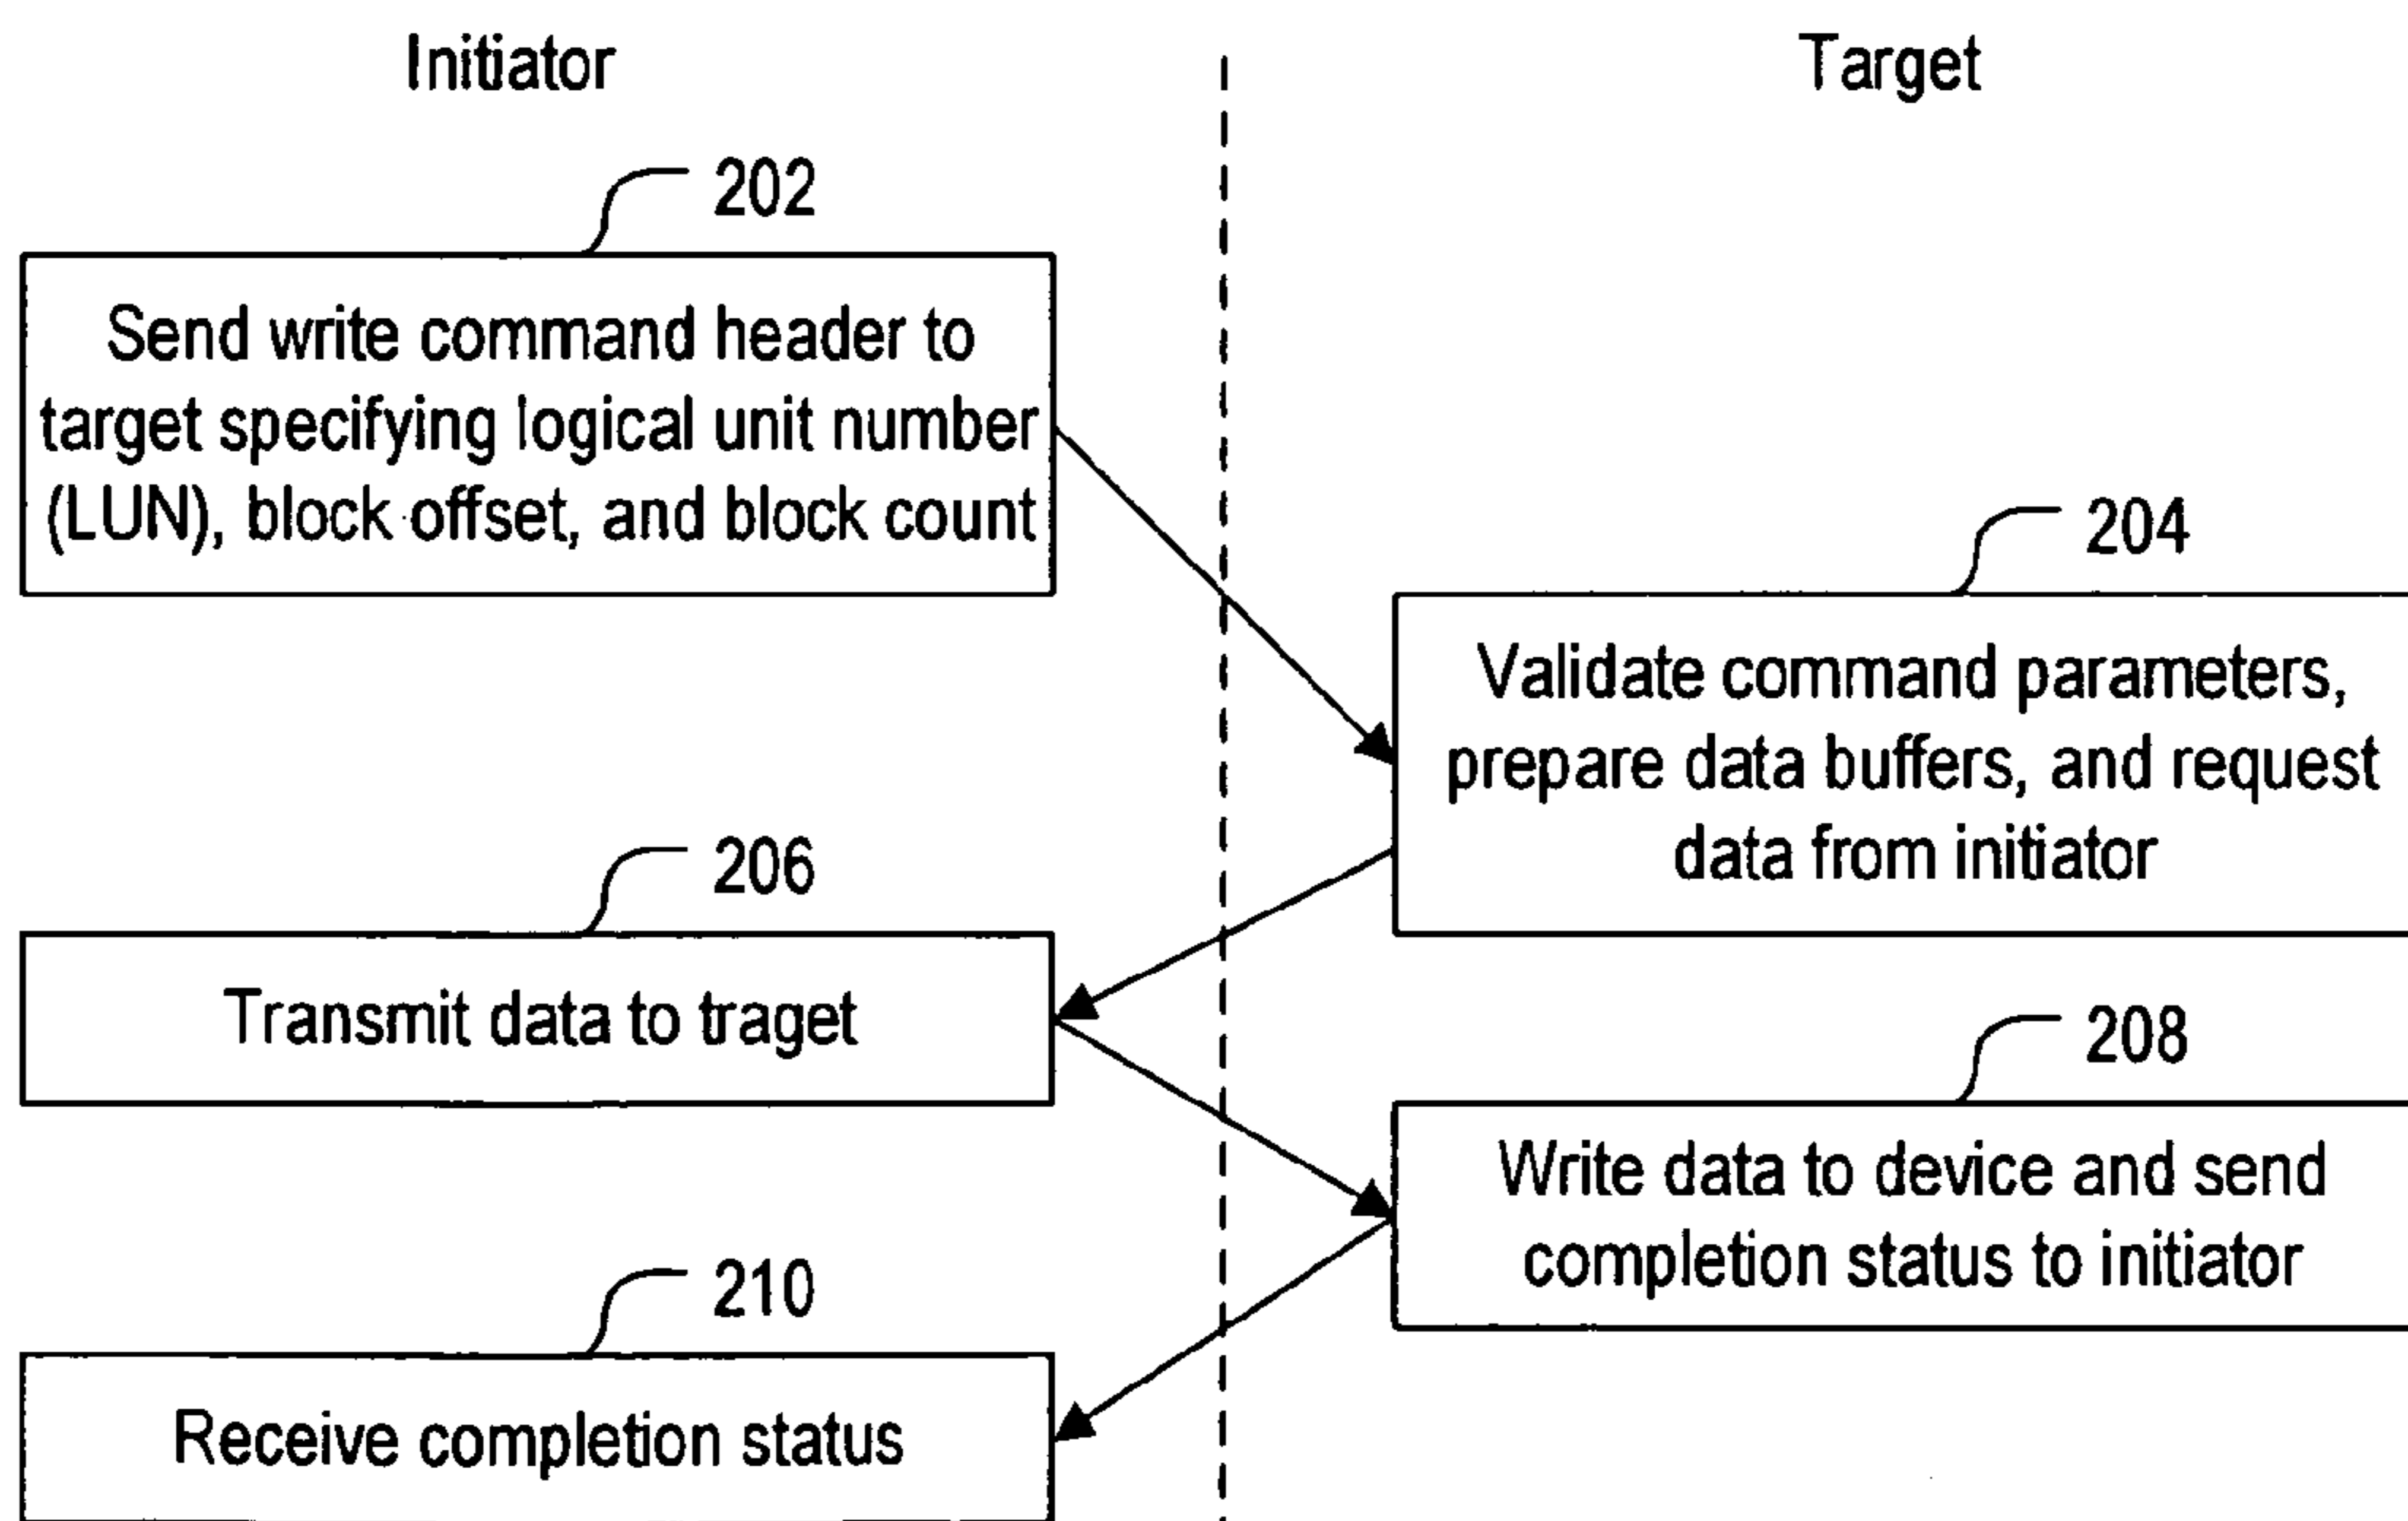 Initiator
Target
202
Send write command header to
target specifying logical unit number
(LUN), block offset, and block count
204
Validate command parameters,
prepare data buffers, and request
data from initiator
206
Transmit data to traget
208
Write data to device and send
completion status to initiator
210
Receive completion status